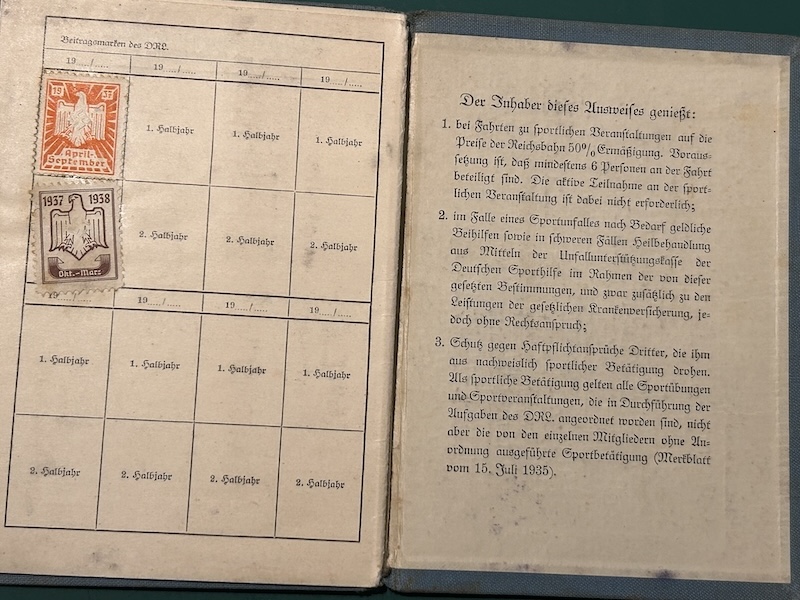 Beitragsmarken des DRL.
19..../..... 19..../..... 19..../..... 19..../.....
19 37
April-
September
1. Halbjahr 1. Halbjahr 1. Halbjahr
1937 1938
Okt.-März
2. Halbjahr 2. Halbjahr 2. Halbjahr
19..../..... 19..../..... 19..../..... 19..../.....
1. Halbjahr 1. Halbjahr 1. Halbjahr 1. Halbjahr
2. Halbjahr 2. Halbjahr 2. Halbjahr 2. Halbjahr
Der Inhaber dieses Ausweises genießt:
1. bei Fahrten zu sportlichen Veranstaltungen auf die
Preise der Reichsbahn 50% Ermäßigung. Voraus-
setzung ist, daß mindestens 6 Personen an der Fahrt
beteiligt sind. Die aktive Teilnahme an der sport-
lichen Veranstaltung ist dabei nicht erforderlich;
2. im Falle eines Sportunfalles nach Bedarf geldliche
Beihilfen sowie in schweren Fällen Heilbehandlung
aus Mitteln der Unfallunterstützungskasse der
Deutschen Sporthilfe im Rahmen der von dieser
gesetzten Bestimmungen, und zwar zusätzlich zu den
Leistungen der gesetzlichen Krankenversicherung, je-
doch ohne Rechtsanspruch;
3. Schutz gegen Haftpflichtansprüche Dritter, die ihm
aus nachweislich sportlicher Betätigung drohen.
Als sportliche Betätigung gelten alle Sportübungen
und Sportveranstaltungen, die in Durchführung der
Aufgaben des DRL. angeordnet worden sind, nicht
aber die von den einzelnen Mitgliedern ohne An-
ordnung ausgeführte Sportbetätigung (Merkblatt
vom 15. Juli 1935).